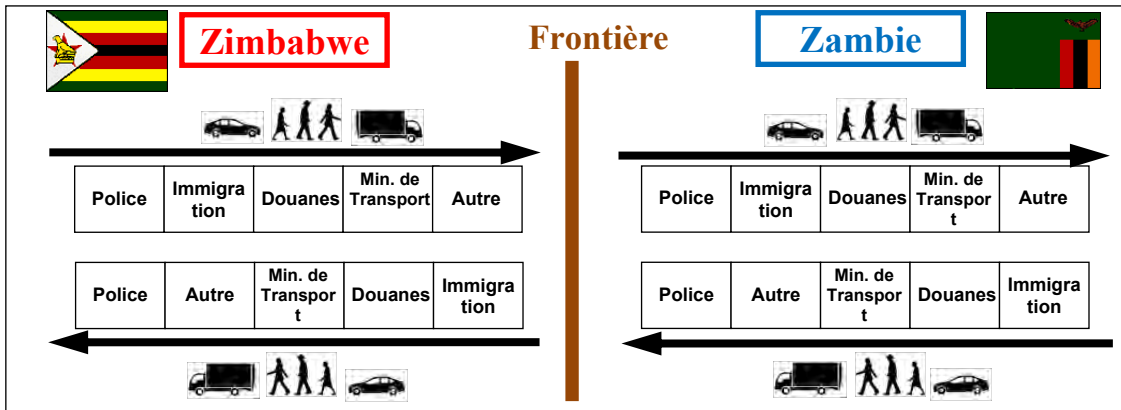 Zimbabwe
Frontière
Zambie
Police
Immigra
tion
Douanes
Min. de
Transport
Autre
Police
Immigra
tion
Douanes
Min. de
Transpor
t
Autre
Police
Autre
Min. de
Transpor
t
Douanes
Immigra
tion
Police
Autre
Min. de
Transpor
t
Douanes
Immigra
tion